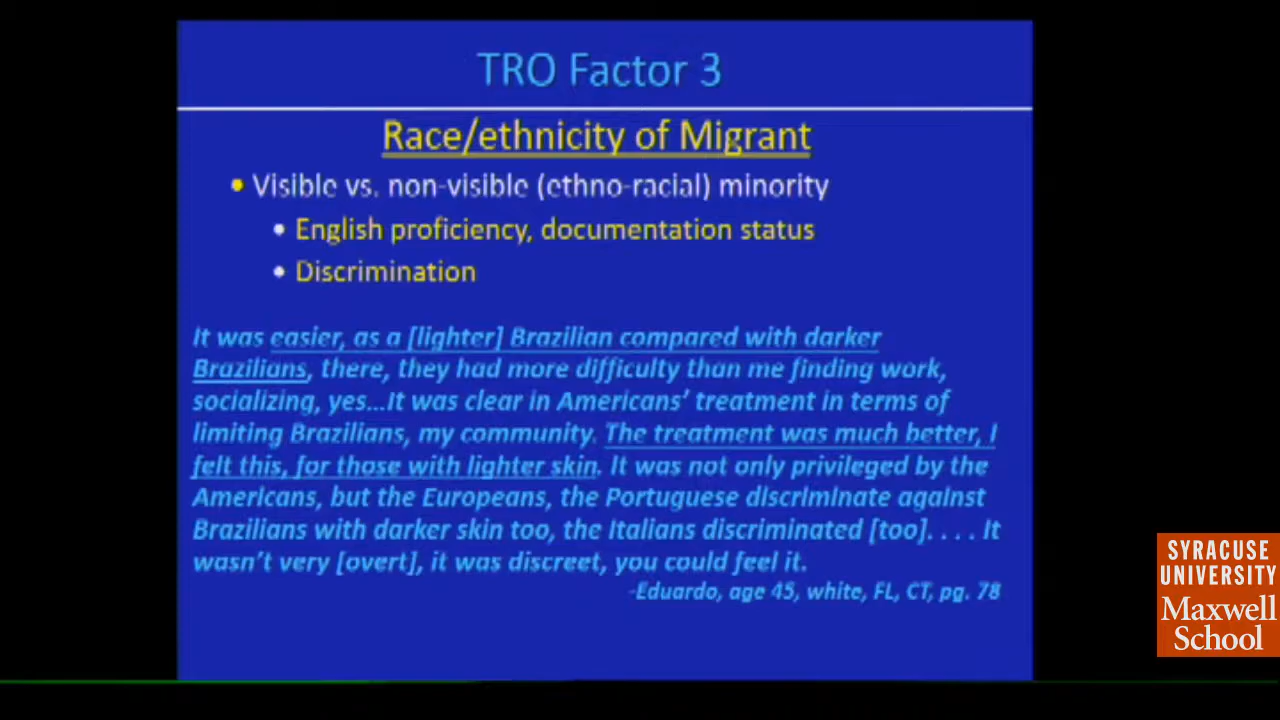 TRO Factor 3
Race/ethnicity of Migrant
• Visible vs. non-visible (ethno-racial) minority
• English proficiency, documentation status
• Discrimination
It was easier, as a [lighter] Brazilian compared with darker
Brazilians, there, they had more difficulty than me finding work,
socializing, yes…It was clear in Americans’ treatment in terms of
limiting Brazilians, my community. The treatment was much better, I
felt this, for those with lighter skin. It was not only privileged by the
Americans, but the Europeans, the Portuguese discriminate against
Brazilians with darker skin too, the Italians discriminated [too]. . . . It
wasn’t very [overt], it was discreet, you could feel it.
-Eduardo, age 45, white, FL, CT, pg. 78
SYRACUSE
UNIVERSITY
Maxwell
School